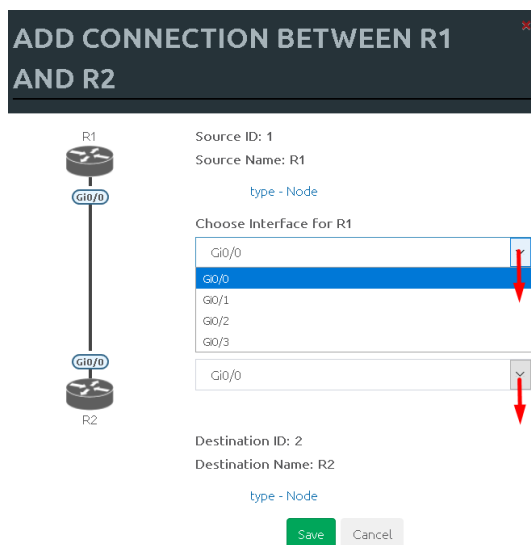 ADD CONNECTION BETWEEN R1
AND R2
R1
Gi0/0
Gi0/0
R2
Source ID: 1
Source Name: R1
type - Node
Choose Interface for R1
Gi0/0
Gi0/0
Gi0/1
Gi0/2
Gi0/3
Gi0/0
Destination ID: 2
Destination Name: R2
type - Node
Save
Cancel